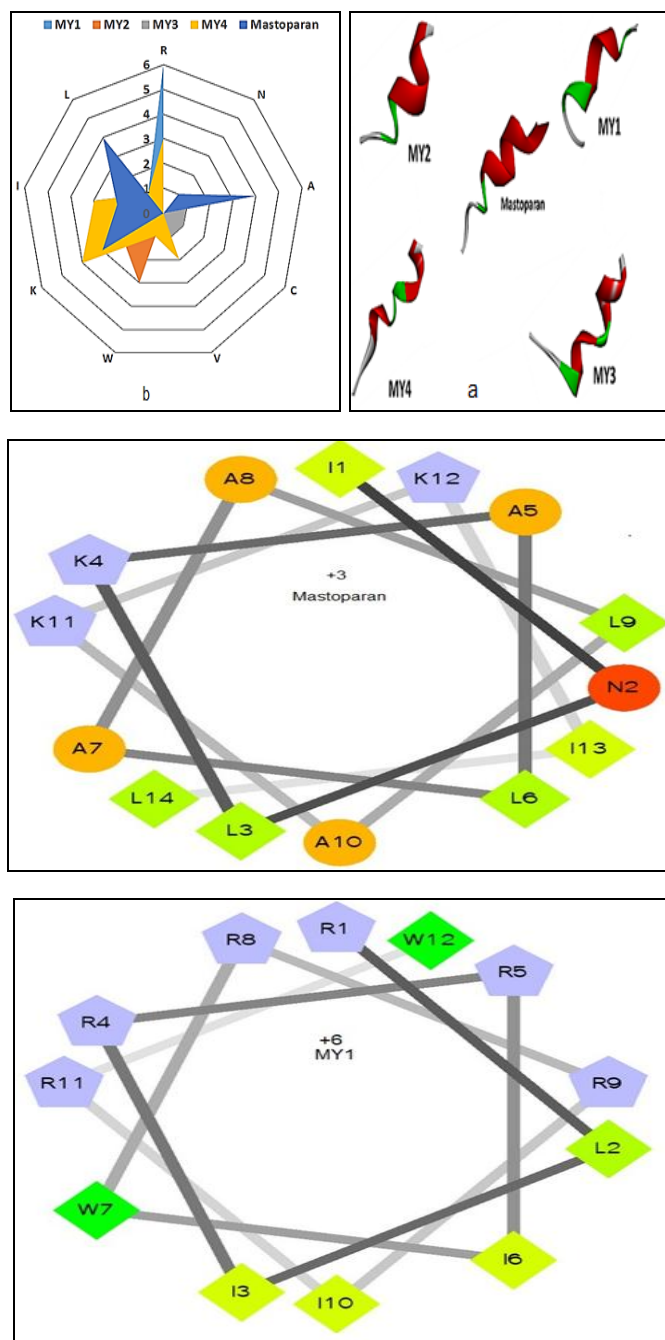 MY1 MY2 MY3 MY4 Mastoparan
R
L N
6
5
4
3
2
1
0
I A
K C
W V
b
MY2
MY1
Mastoparan
MY4
a
MY3
I1
A8
K12
A5
K4
+3
Mastoparan
K11
L9
N2
A7
I13
L14
L6
L3
A10
R1
R8
W12
R5
R4
+6
MY1
R11
R9
L2
W7
I6
I3
I10